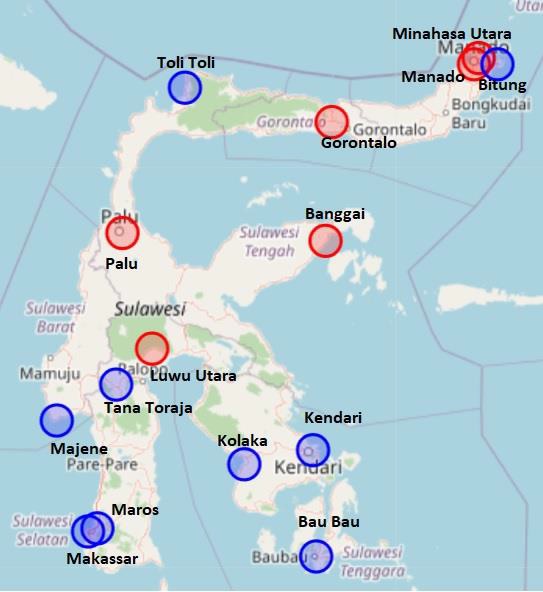 Utara
Minahasa Utara
Manado
Toli Toli
Manado
Bitung
Bongkudai
Baru
Gorontalo
Gorontalo
Gorontalo
Banggai
Palu
Sulawesi
Tengah
Palu
Sulawesi
Barat
Sulawesi
Palopo
Luwu Utara
Mamuju
Tana Toraja
Kendari
Kolaka
Majene
Pare-Pare
Kendari
Maros
Bau Bau
Sulawesi
Selatan
Makassar
Baubau
Sulawesi
Tenggara